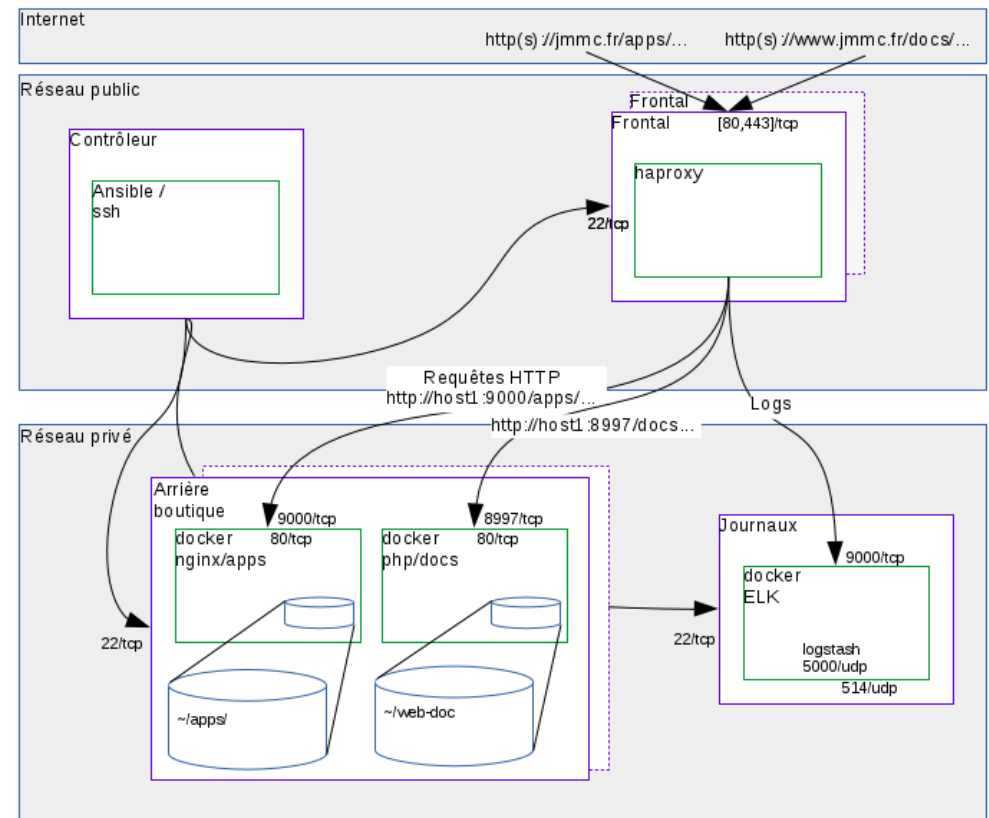 Internet
http(s)://jmmc.fr/apps/...
http(s)://www.jmmc.fr/docs/...
Réseau public
Frontal
Frontal
[80,443]/tcp
Contrôleur
haproxy
Ansible /
ssh
22/tcp
Requêtes HTTP
http://host1:9000/apps/...
Logs
http://host1:8997/docs...
Réseau privé
Arrière
boutique
9000/tcp
8997/tcp
Journaux
docker
80/tcp
nginx/apps
docker
80/tcp
php/docs
9000/tcp
docker
ELK
22/tcp
22/tcp
logstash
5000/udp
514/udp
~/apps/
~/web-doc